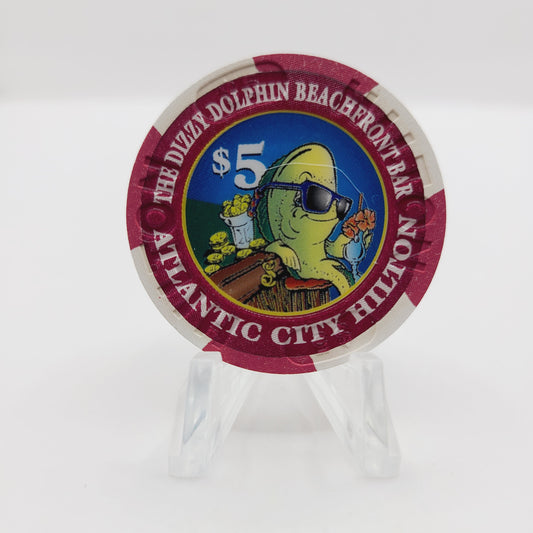 THE DIZZY DOLPHIN BEACHFRONT BAR
$5
ATLANTIC CITY HILTON